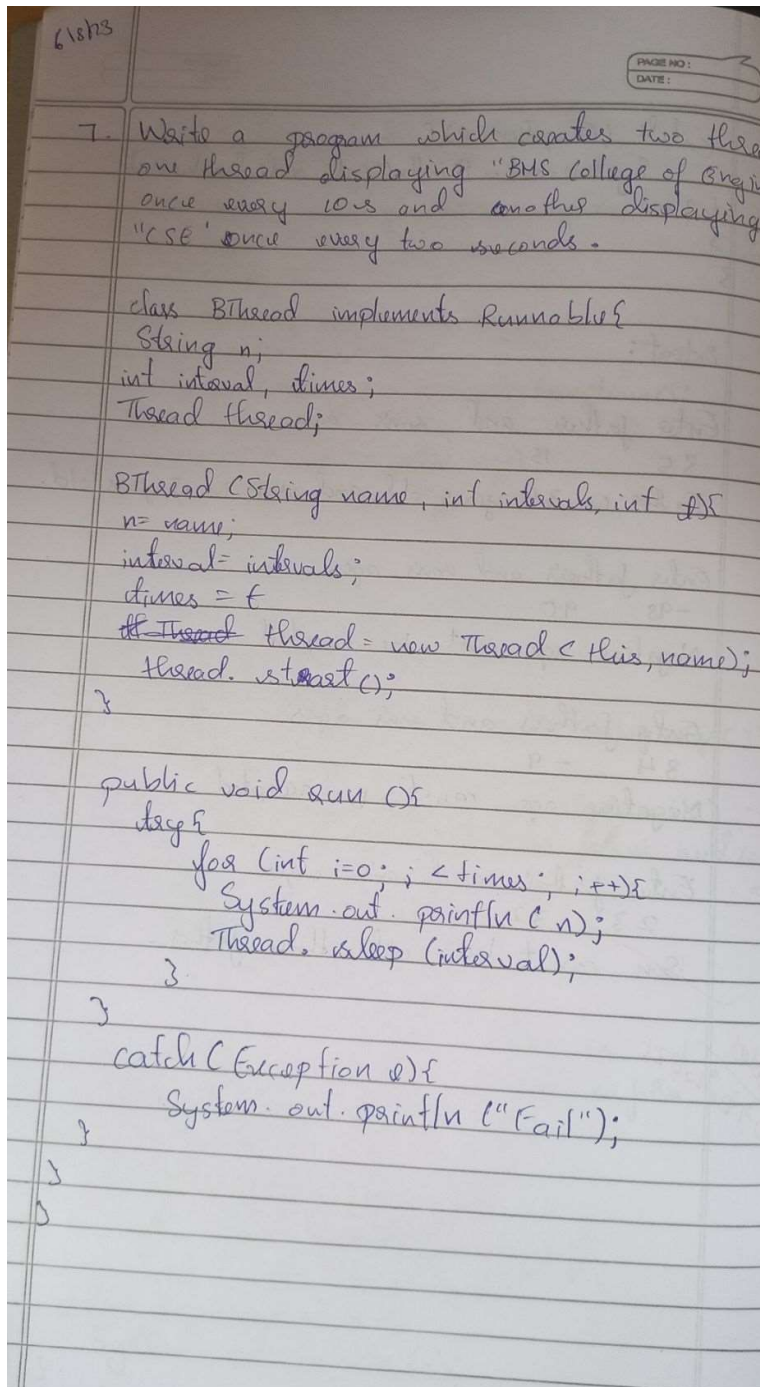 6/8/23
PAGE NO:
DATE:
7. Write a program which creates two thre
one thread displaying "BMS College of Engi
once every 10s and another displaying
"CSE" once every two seconds.
class BThread implements Runnable{
String n;
int interval, times;
Thread thread;
BThread (String name, int intervals, int t){
n= name;
interval= intervals;
times = t
thread = new Thread (this, name);
thread. start();
}
public void run (){
try{
for (int i=0; i <times; i++){
System.out. println (n);
Thread. sleep (interval);
}
}
catch (Exception e){
System. out. println ("Fail");
}
}
}